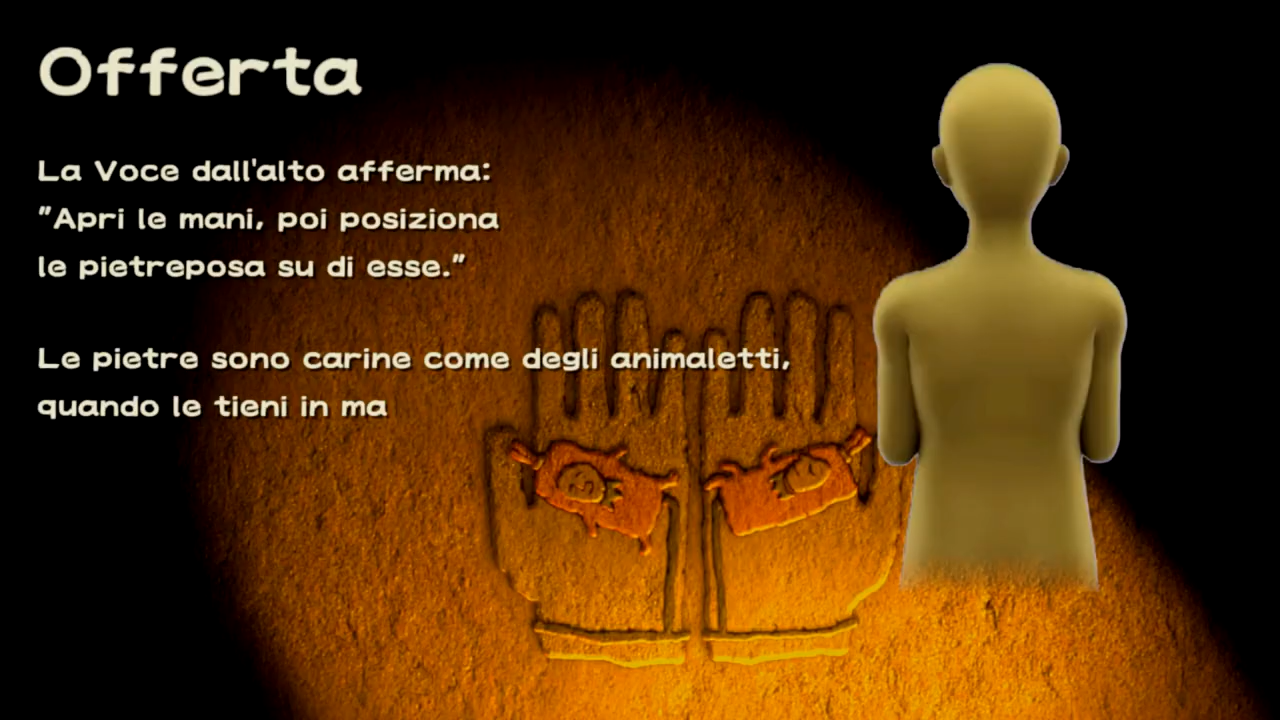 Offerta
La Voce dall'alto afferma:
"Apri le mani, poi posiziona
le pietreposa su di esse."
Le pietre sono carine come degli animaletti,
quando le tieni in ma